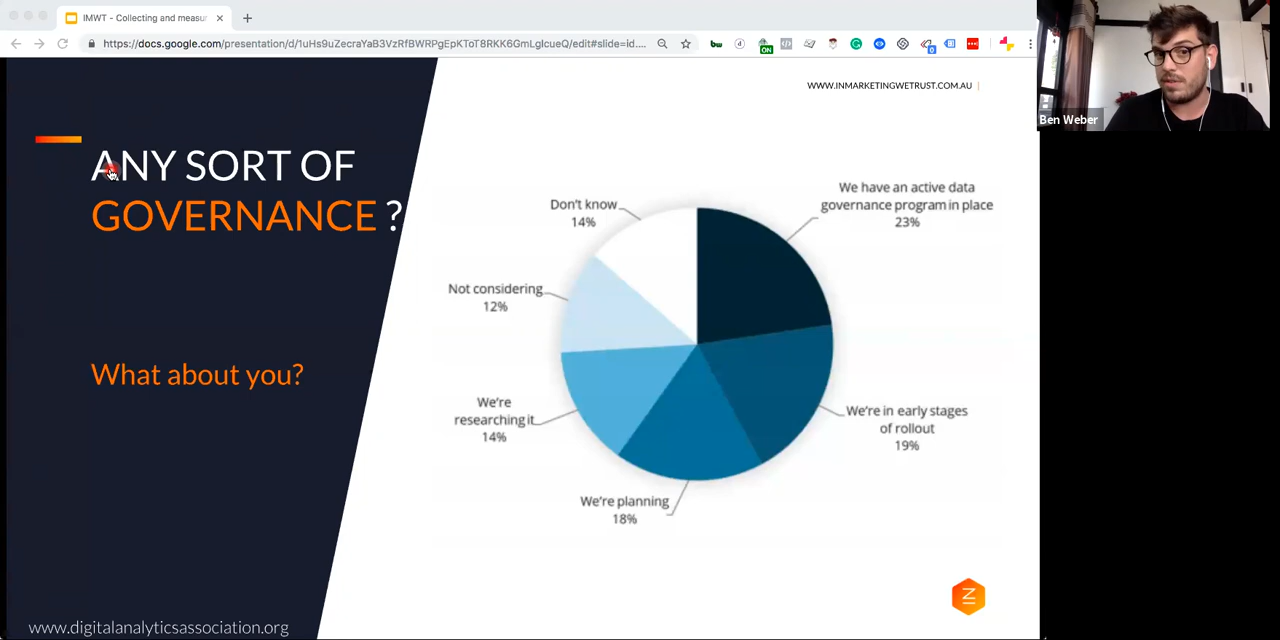 IMWT - Collecting and measu
https://docs.google.com/presentation/d/1uHs9uZecraYaB3VzRfBWRPgEpKToT8RKK6GmLglcueQ/edit#slide=id....
bw
ON
0
Ben Weber
WWW.INMARKETINGWETRUST.COM.AU
ANY SORT OF
GOVERNANCE ?
What about you?
We have an active data
governance program in place
23%
Don't know
14%
Not considering
12%
We're
researching it
14%
We're in early stages
of rollout
19%
We're planning
18%
www.digitalanalyticsassociation.org